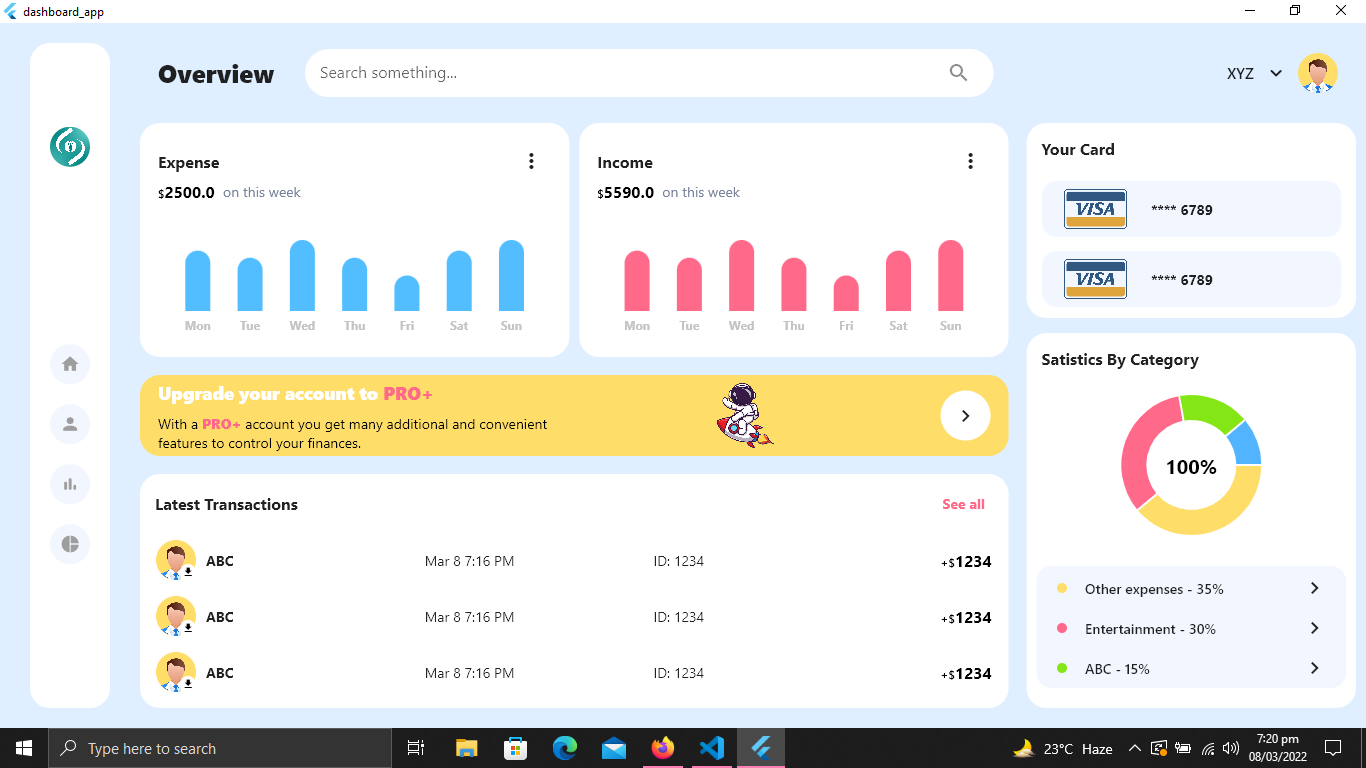 dashboard_app
Overview
Search something...
XYZ
Expense
$2500.0 on this week
Mon Tue Wed Thu Fri Sat Sun
Income
$5590.0 on this week
Mon Tue Wed Thu Fri Sat Sun
Your Card
VISA **** 6789
VISA **** 6789
Upgrade your account to PRO+
With a PRO+ account you get many additional and convenient
features to control your finances.
Latest Transactions
See all
ABC Mar 8 7:16 PM ID: 1234 +$1234
ABC Mar 8 7:16 PM ID: 1234 +$1234
ABC Mar 8 7:16 PM ID: 1234 +$1234
Satistics By Category
100%
Other expenses - 35%
Entertainment - 30%
ABC - 15%
Type here to search
23°C Haze
7:20 pm
08/03/2022